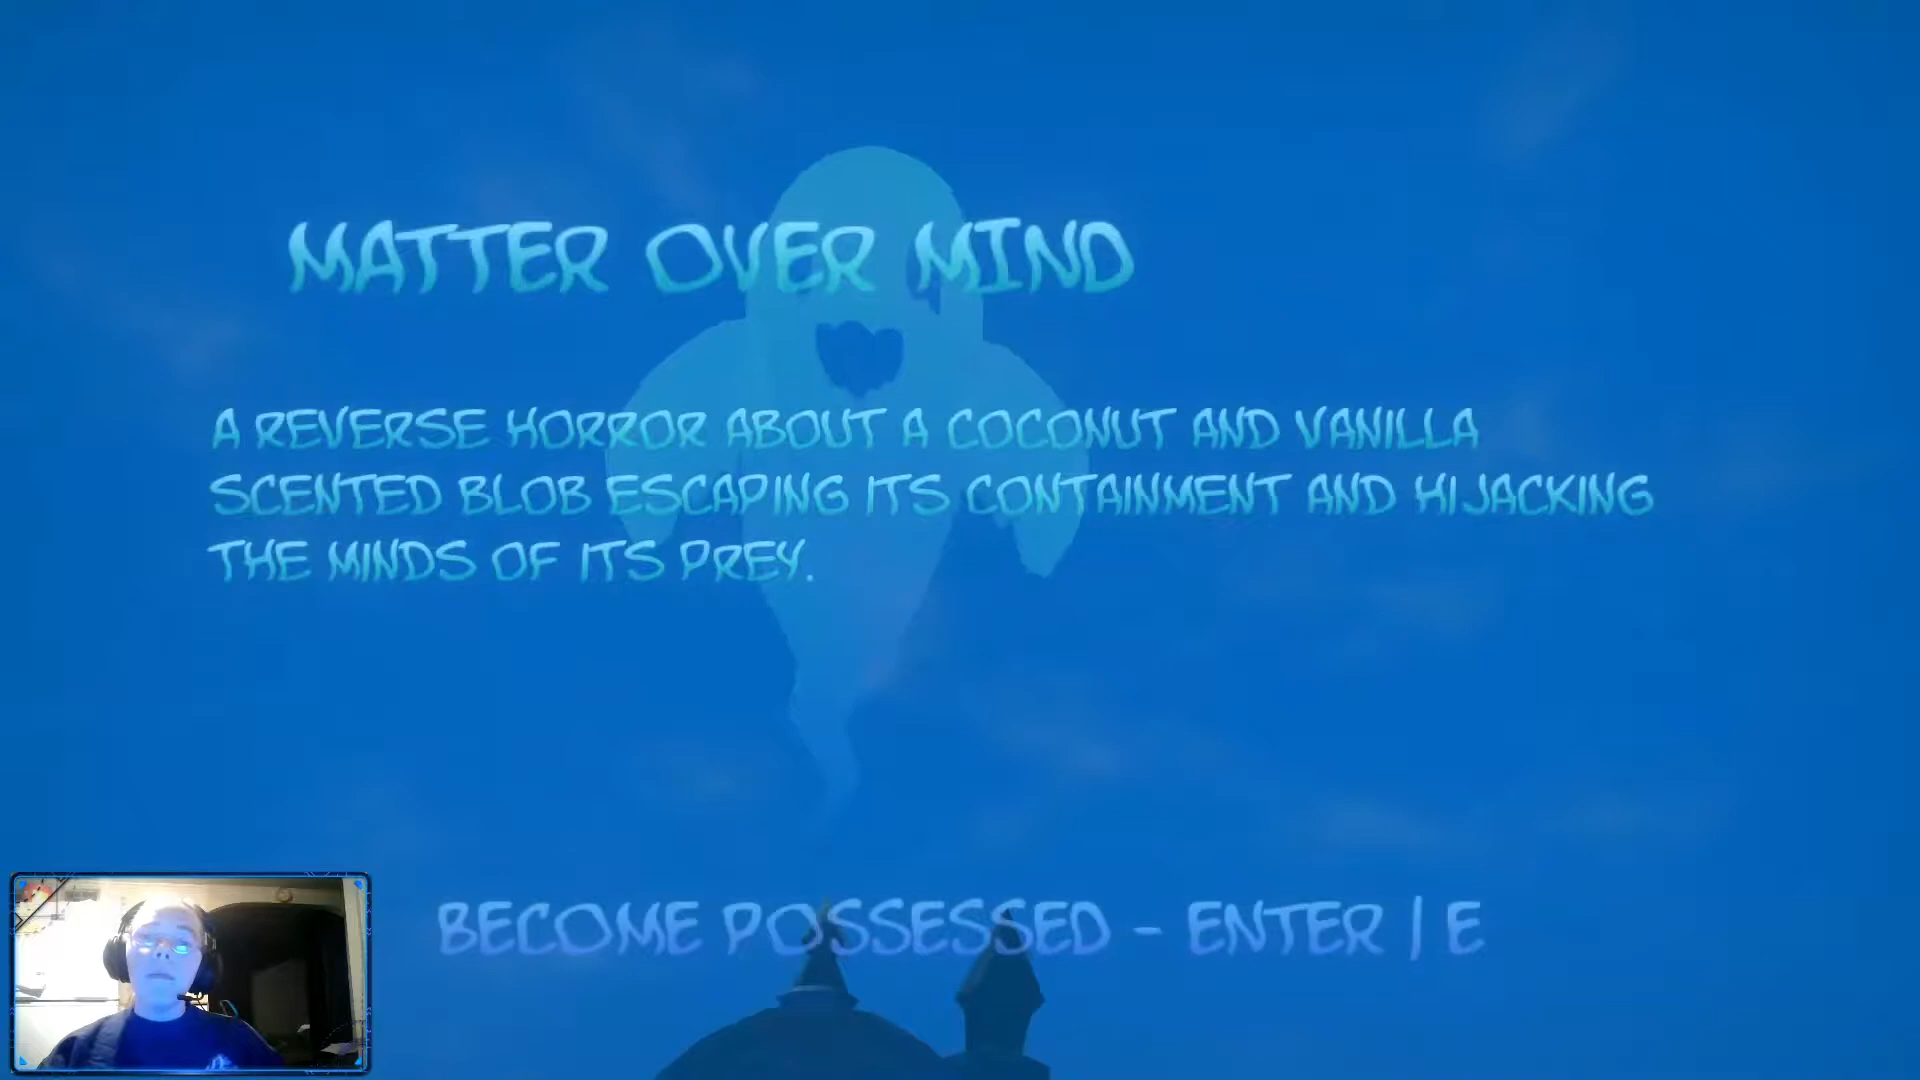 MATTER OVER MIND
A REVERSE HORROR ABOUT A COCONUT AND VANILLA
SCENTED BLOB ESCAPING ITS CONTAINMENT AND HIJACKING
THE MINDS OF ITS PREY.
BECOME POSSESSED - ENTER | E